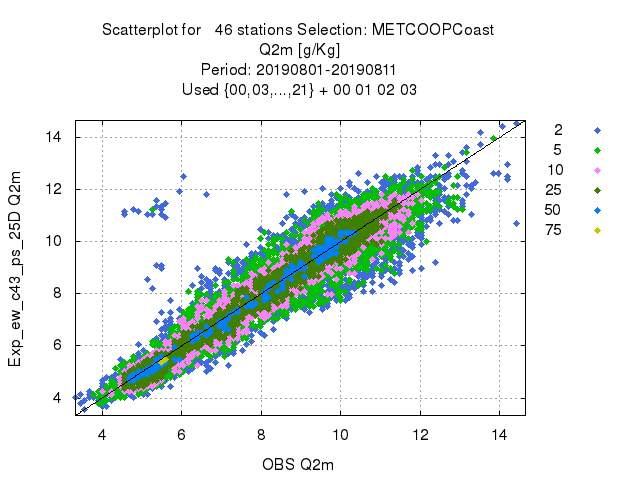 Scatterplot for 46 stations Selection: METCOOPCoast
Q2m [g/Kg]
Period: 20190801-20190811
Used {00,03,...,21} + 00 01 02 03
Exp_ew_c43_ps_25D Q2m
14
12
10
8
6
4
4 6 8 10 12 14
OBS Q2m
2
5
10
25
50
75